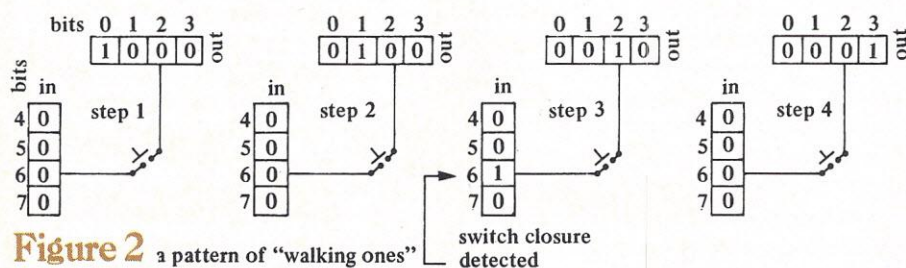 bits 0 1 2 3
1 0 0 0 out
bits
in
4 0
5 0
6 0
7 0
step 1
0 1 2 3
0 1 0 0 out
in
4 0
5 0
6 0
7 0
step 2
0 1 2 3
0 0 1 0 out
in
4 0
5 0
6 1
7 0
step 3
0 1 2 3
0 0 0 1 out
in
4 0
5 0
6 0
7 0
step 4
Figure 2 a pattern of "walking ones"
switch closure
detected